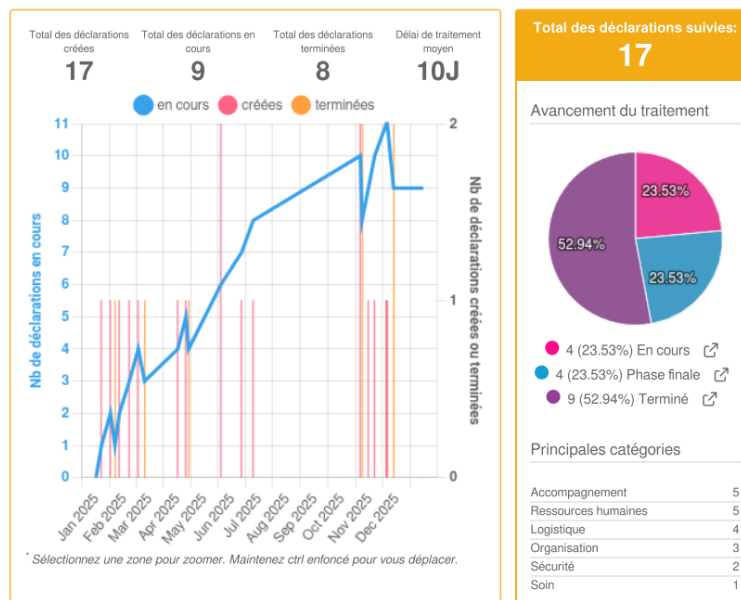 Total des déclarations créées
17
Total des déclarations en cours
9
Total des déclarations terminées
8
Délai de traitement moyen
10J
en cours
créées
terminées
Nb de déclarations en cours
11
10
9
8
7
6
5
4
3
2
1
0
2
1
0
Nb de déclarations créées ou terminées
Jan 2025
Feb 2025
Mar 2025
Apr 2025
May 2025
Jun 2025
Jul 2025
Aug 2025
Sep 2025
Oct 2025
Nov 2025
Dec 2025
* Sélectionnez une zone pour zoomer. Maintenez ctrl enfoncé pour vous déplacer.
Total des déclarations suivies:
17
Avancement du traitement
23.53%
52.94%
23.53%
4 (23.53%) En cours
4 (23.53%) Phase finale
9 (52.94%) Terminé
Principales catégories
Accompagnement 5
Ressources humaines 5
Logistique 4
Organisation 3
Sécurité 2
Soin 1